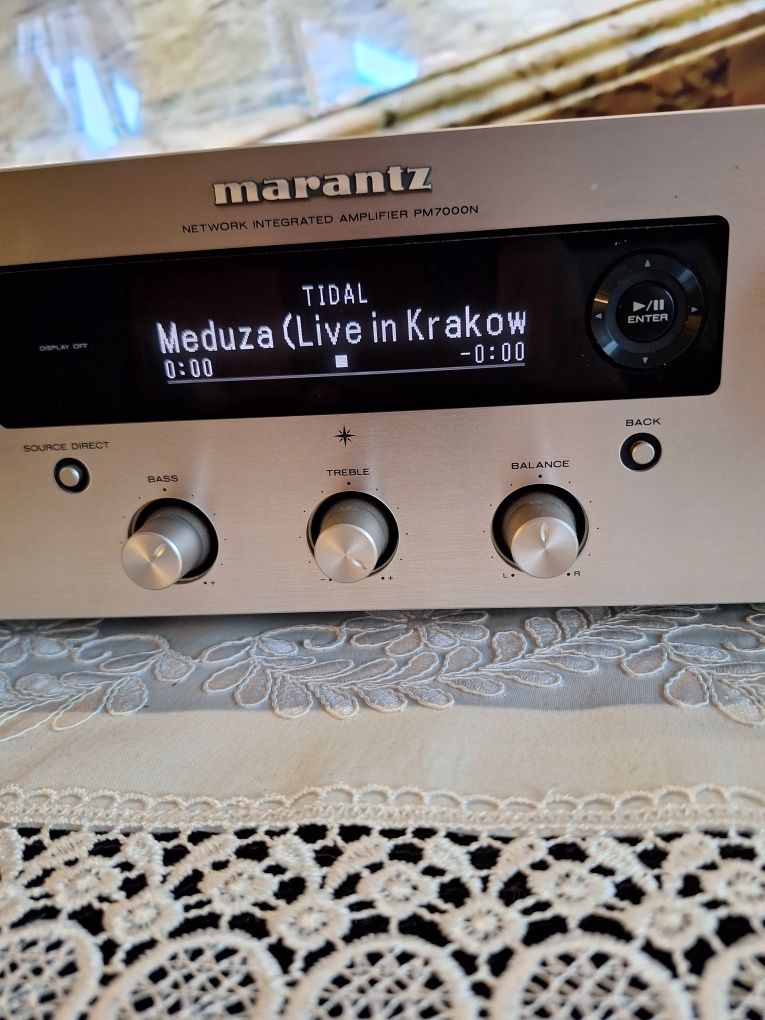 marantz
NETWORK INTEGRATED AMPLIFIER PM7000N
TIDAL
Meduza (Live in Krakow
0:00 -0:00
DISPLAY OFF
▶/II
ENTER
SOURCE DIRECT
BACK
BASS
TREBLE
BALANCE
+
- +
L R